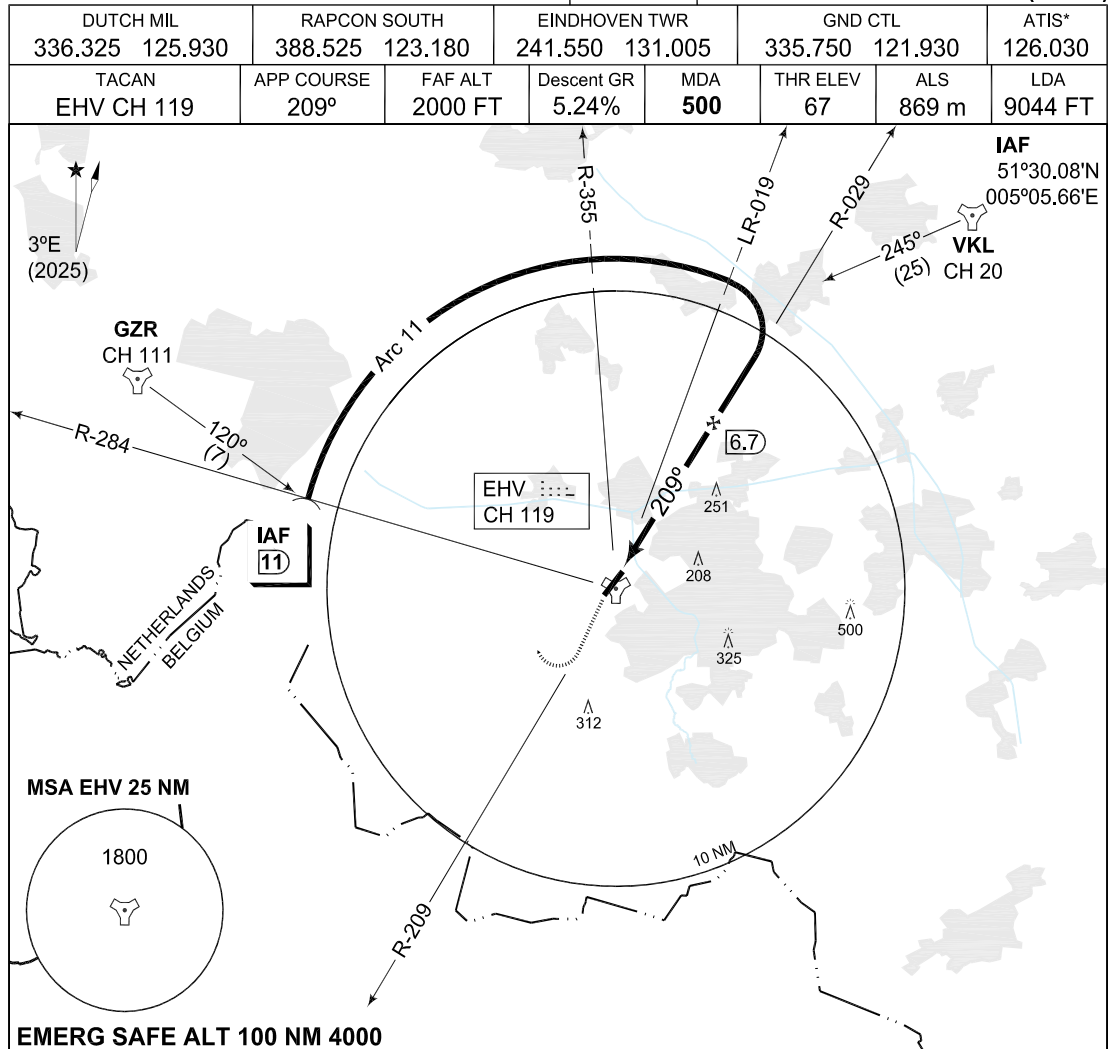 DUTCH MIL
336.325 125.930
RAPCON SOUTH
388.525 123.180
EINDHOVEN TWR
241.550 131.005
GND CTL
335.750 121.930
ATIS*
126.030
TACAN
EHV CH 119
APP COURSE
209º
FAF ALT
2000 FT
Descent GR
5.24%
MDA
500
THR ELEV
67
ALS
869 m
LDA
9044 FT
IAF
51º30.08'N
005º05.66'E
R-355
LR-019
R-029
3ºE
(2025)
245º
(25)
VKL
CH 20
GZR
CH 111
Arc 11
R-284
120º
(7)
6.7
EHV
CH 119
209º
251
IAF
11
208
500
325
NETHERLANDS
BELGIUM
312
MSA EHV 25 NM
1800
10 NM
R-209
EMERG SAFE ALT 100 NM 4000